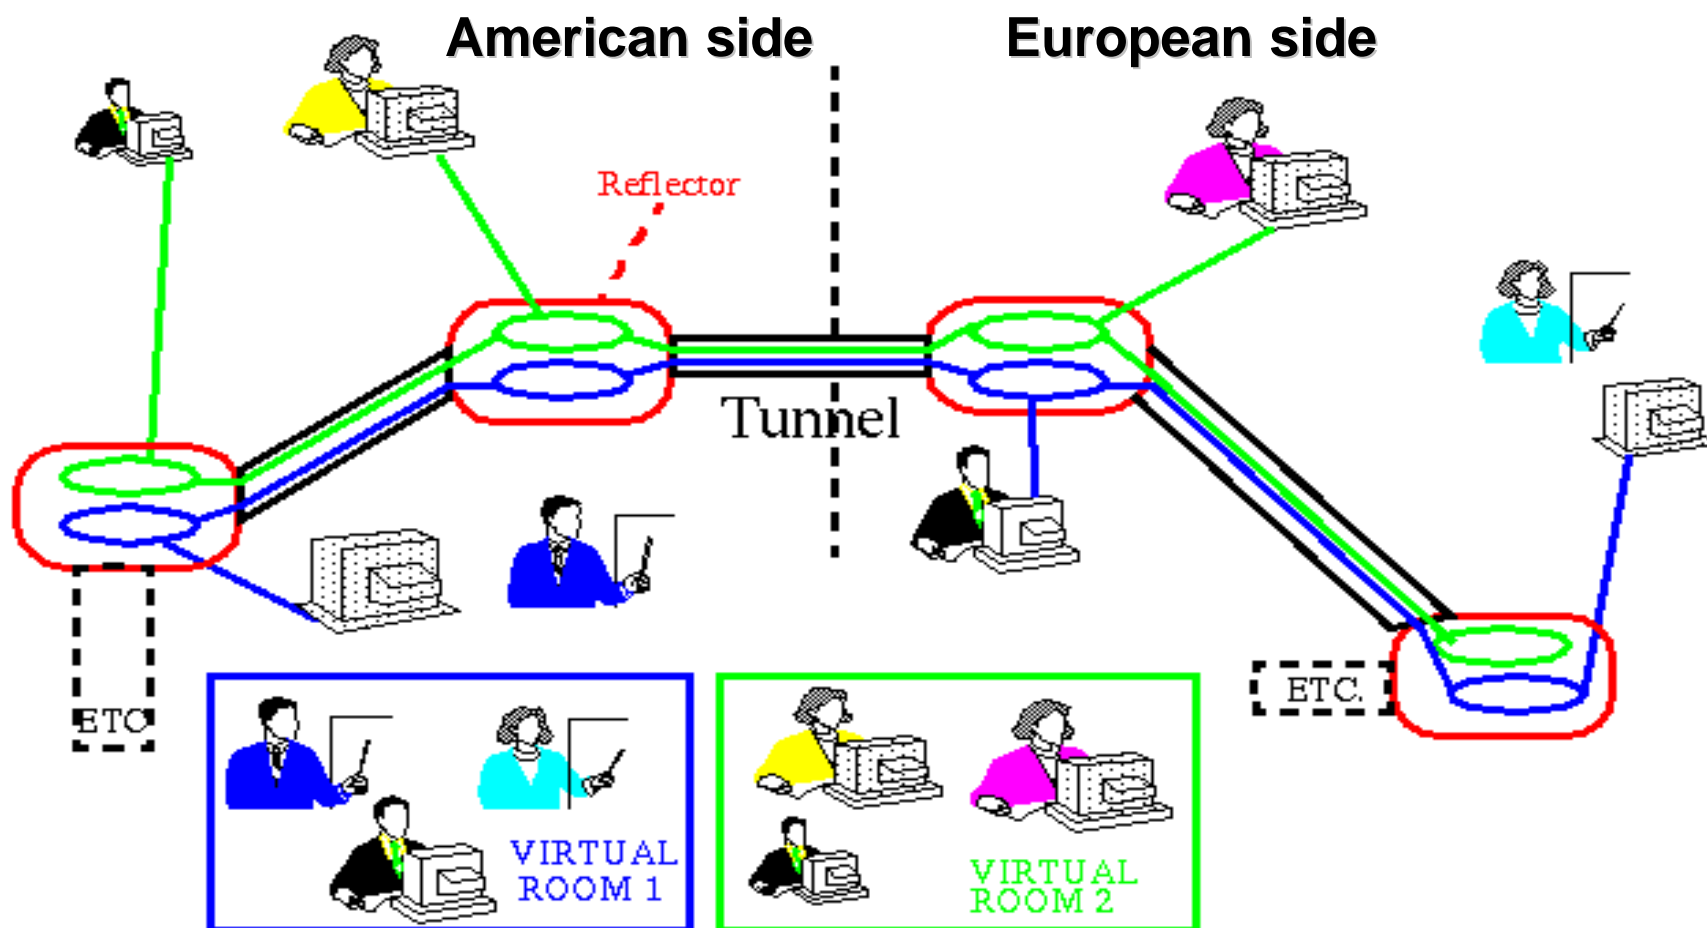 American side
European side
Reflector
Tunnel
ETC
ETC.
VIRTUAL
ROOM 1
VIRTUAL
ROOM 2